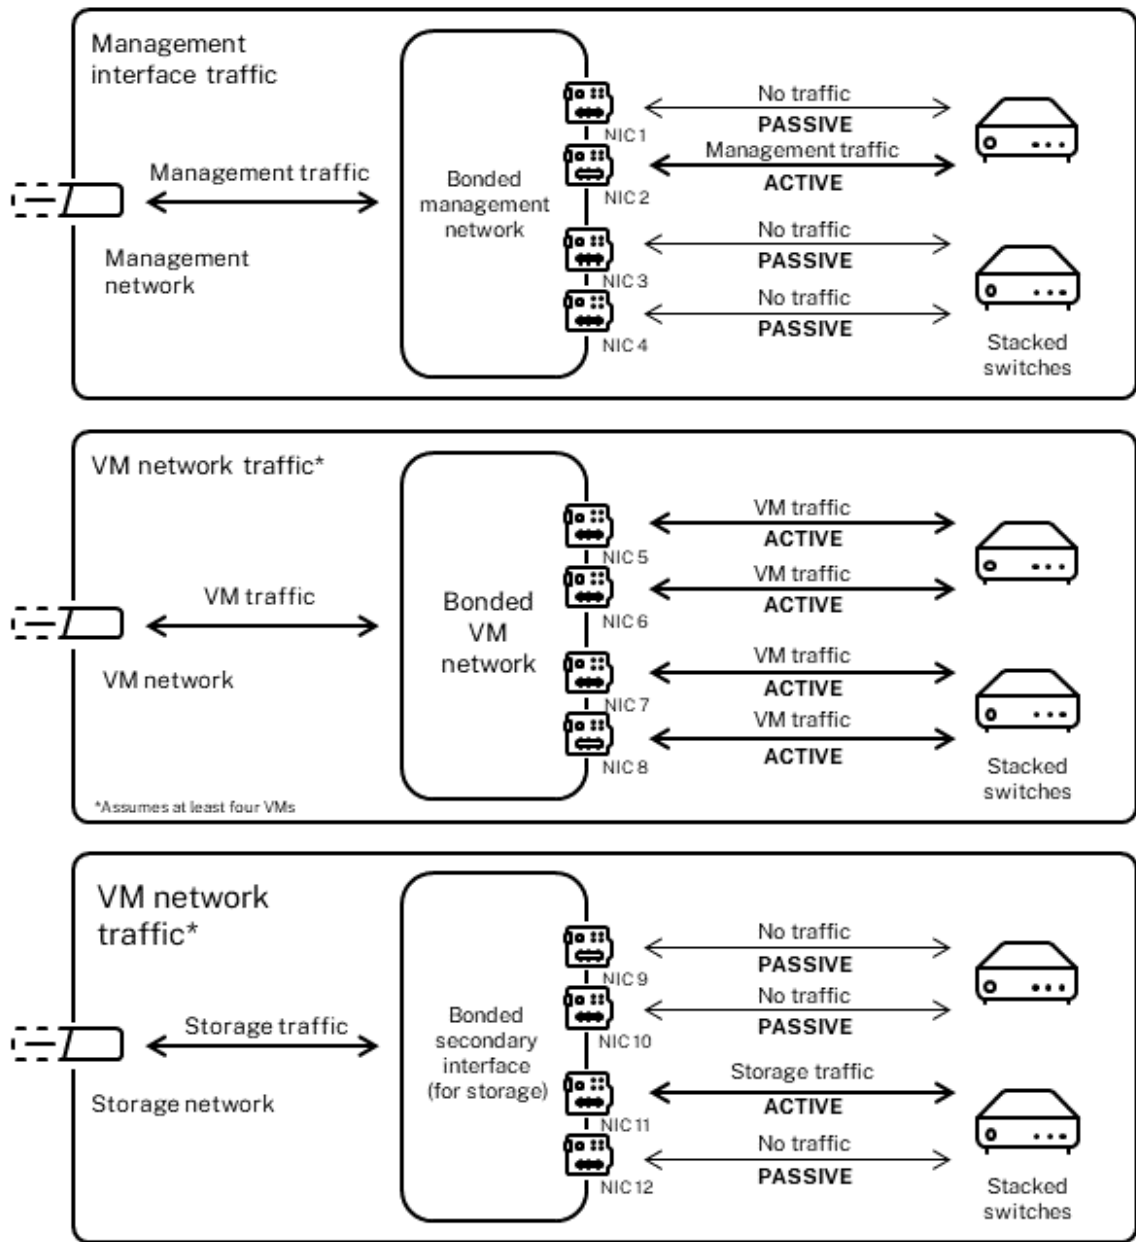 Management
interface traffic
No traffic
PASSIVE
NIC 1
Management traffic
ACTIVE
NIC 2
Management traffic
Bonded
management
network
Management
network
No traffic
PASSIVE
NIC 3
No traffic
PASSIVE
NIC 4
Stacked
switches
VM network traffic*
VM traffic
ACTIVE
NIC 5
VM traffic
ACTIVE
NIC 6
VM traffic
Bonded
VM
network
VM network
VM traffic
ACTIVE
NIC 7
VM traffic
ACTIVE
NIC 8
Stacked
switches
*Assumes at least four VMs
VM network
traffic*
No traffic
PASSIVE
NIC 9
No traffic
PASSIVE
NIC 10
Storage traffic
Bonded
secondary
interface
(for storage)
Storage network
Storage traffic
ACTIVE
NIC 11
No traffic
PASSIVE
NIC 12
Stacked
switches